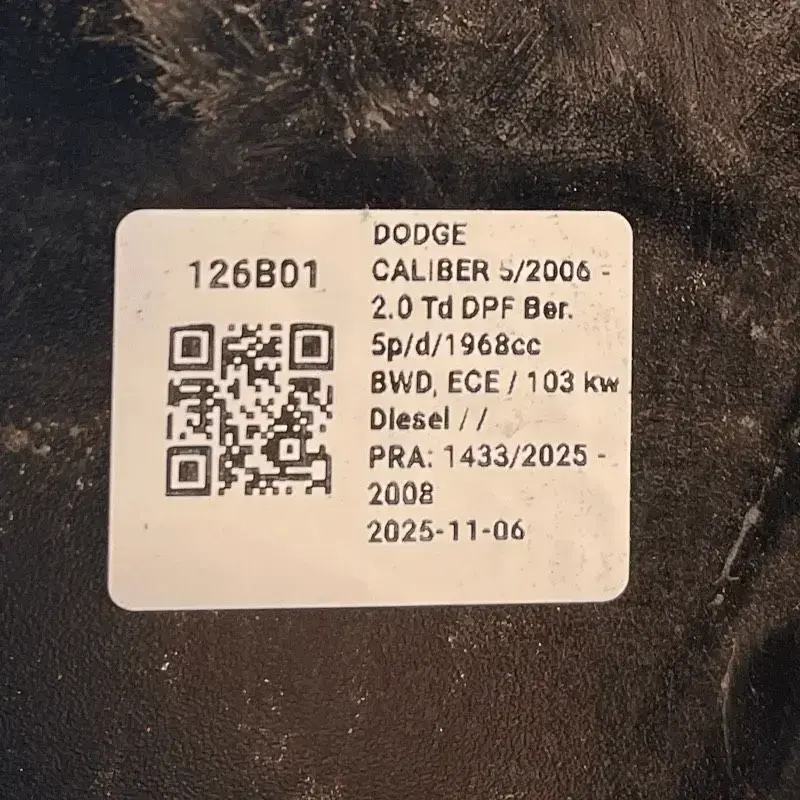 126B01
DODGE
CALIBER 5/2006 -
2.0 Td DPF Ber.
5p/d/1968cc
BWD, ECE / 103 kw
Diesel / /
PRA: 1433/2025 -
2008
2025-11-06